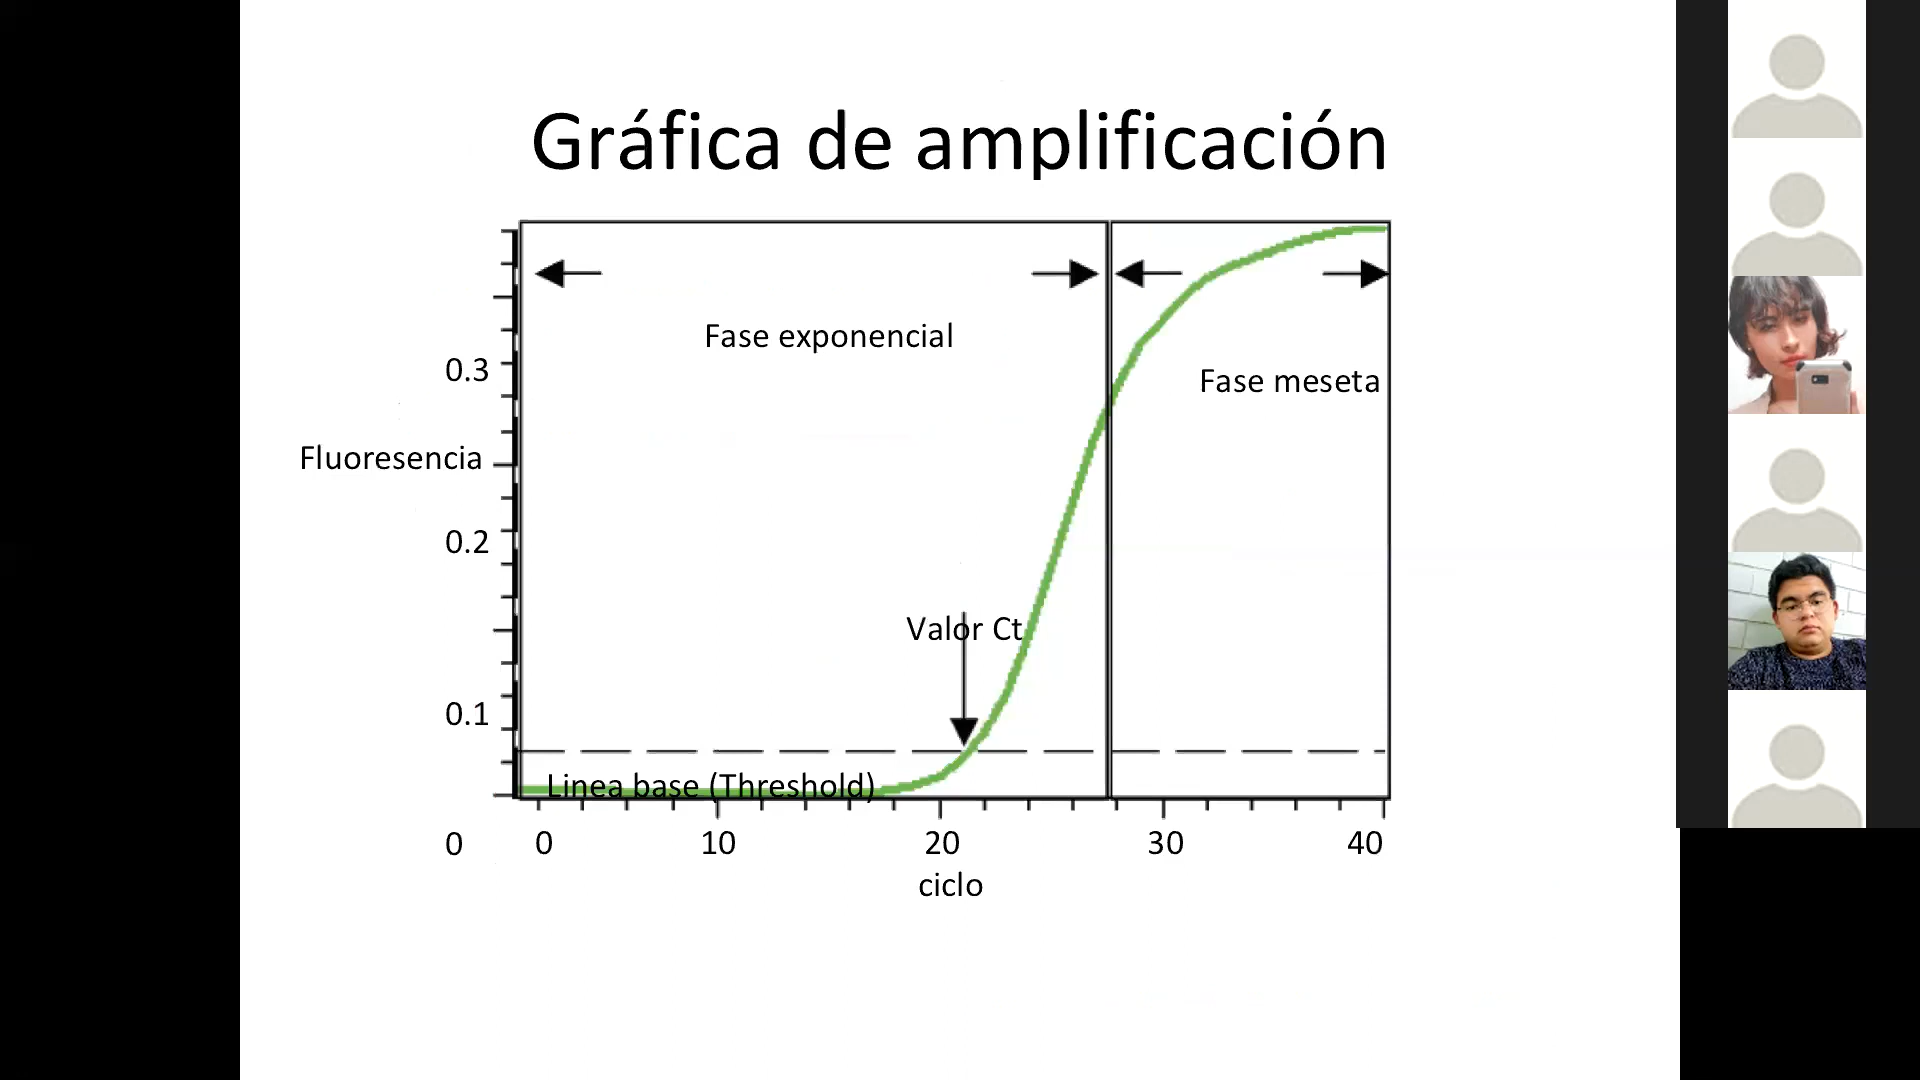 Gráfica de amplificación
Fase exponencial
0.3
Fase meseta
Fluoresencia
0.2
Valor Ct
0.1
Linea base (Threshold)
0 0 10 20 30 40
ciclo